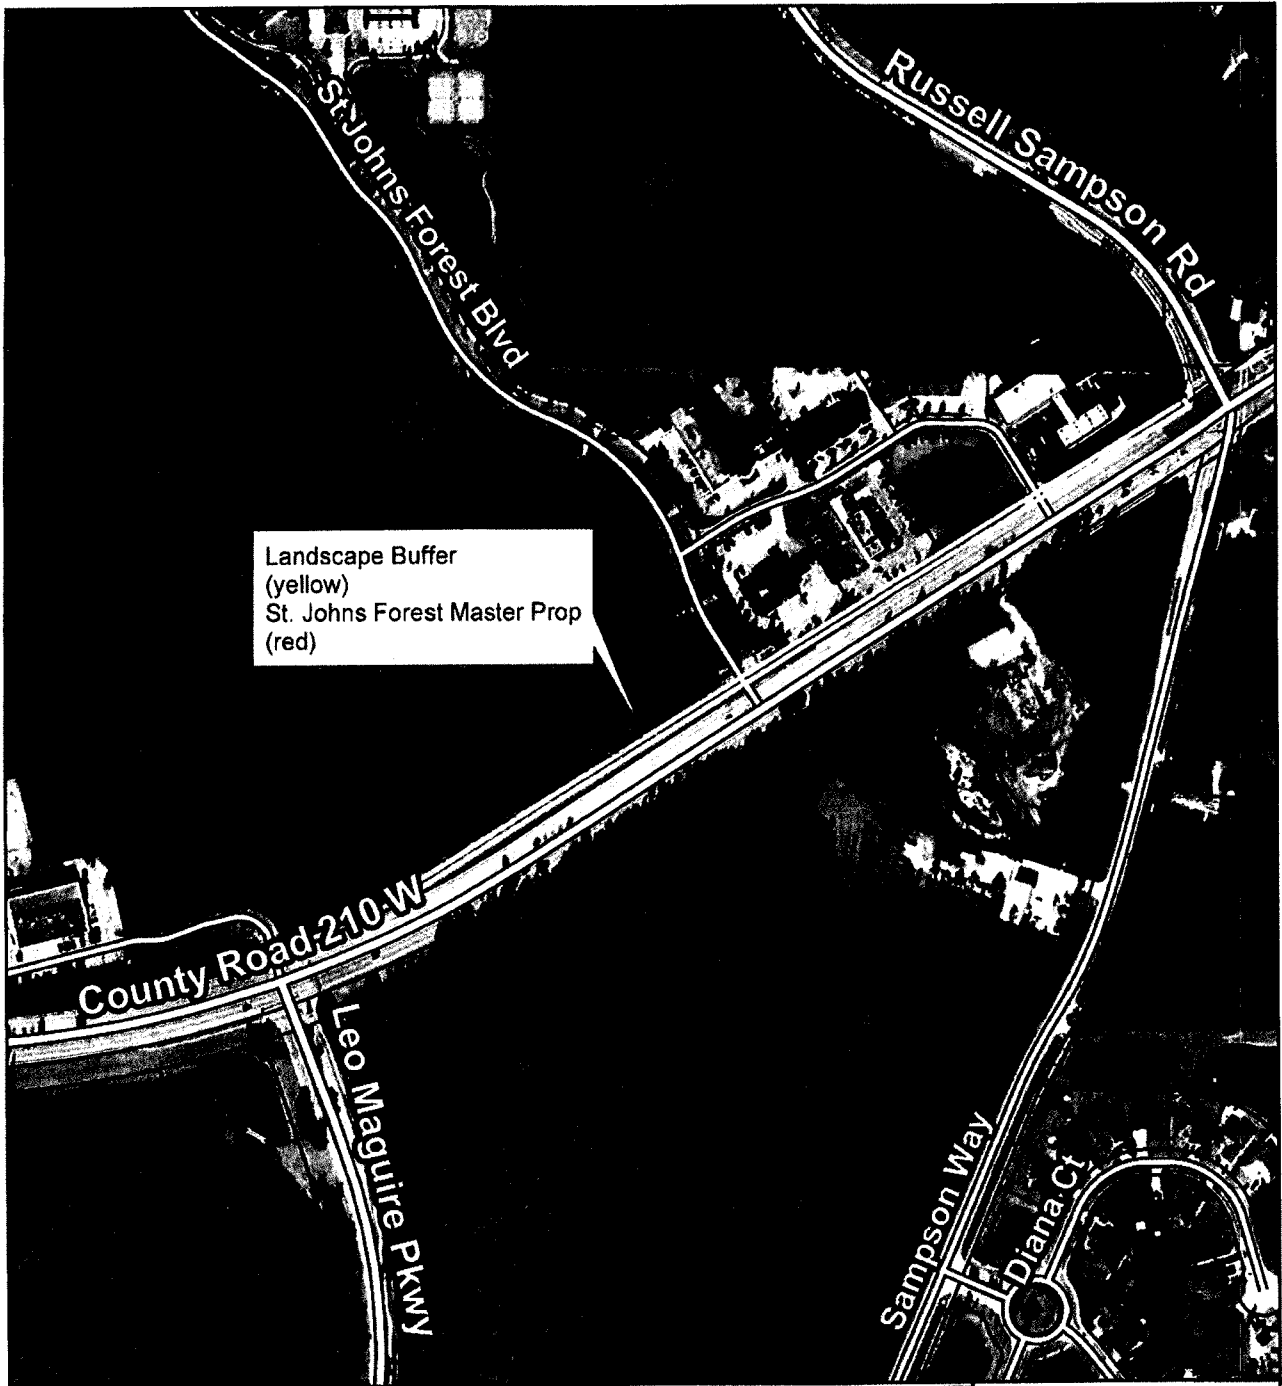 St Johns Forest Blvd
Russell Sampson Rd
Landscape Buffer
(yellow)
St. Johns Forest Master Prop
(red)
County Road 210 W
Leo Maguire Pkwy
Sampson Way
Diana Ct